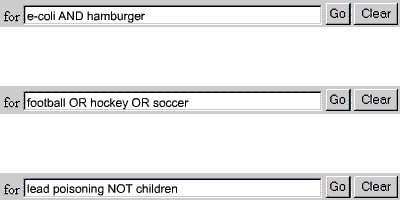 for e-coli AND hamburger Go Clear
for football OR hockey OR soccer Go Clear
for lead poisoning NOT children Go Clear